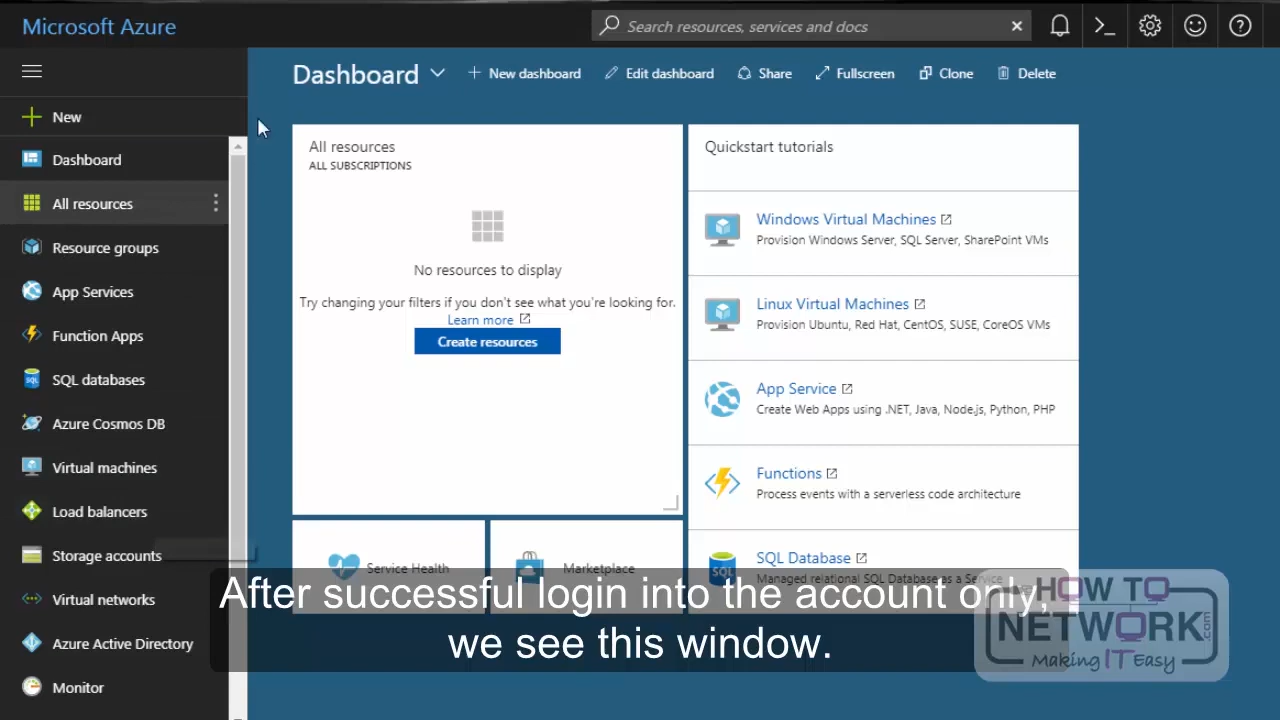 Microsoft Azure
Search resources, services and docs
New
Dashboard
All resources
Resource groups
App Services
Function Apps
SQL databases
Azure Cosmos DB
Virtual machines
Load balancers
Storage accounts
Virtual networks
Azure Active Directory
Monitor
Dashboard
New dashboard
Edit dashboard
Share
Fullscreen
Clone
Delete
All resources
ALL SUBSCRIPTIONS
No resources to display
Try changing your filters if you don't see what you're looking for.
Learn more
Create resources
Service Health
Marketplace
Quickstart tutorials
Windows Virtual Machines
Provision Windows Server, SQL Server, SharePoint VMs
Linux Virtual Machines
Provision Ubuntu, Red Hat, CentOS, SUSE, CoreOS VMs
App Service
Create Web Apps using .NET, Java, Node.js, Python, PHP
Functions
Process events with a serverless code architecture
SQL
SQL Database
Managed relational SQL Database as a Service
After successful login into the account only,
we see this window.
HOW TO
NETWORK.com
Making IT Easy